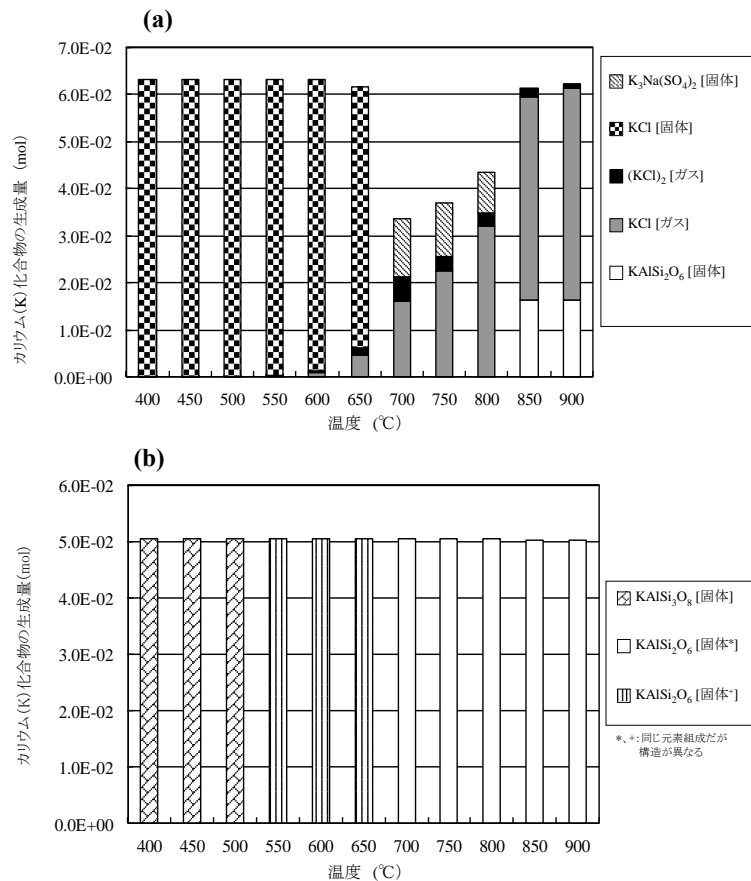 (a)
カリウム(K)化合物の生成量 (mol)
7.0E-02
6.0E-02
5.0E-02
4.0E-02
3.0E-02
2.0E-02
1.0E-02
0.0E+00
400 450 500 550 600 650 700 750 800 850 900
温度 (℃)
K₃Na(SO₄)₂ [固体]
KCl [固体]
(KCl)₂ [ガス]
KCl [ガス]
KAlSi₂O₆ [固体]
(b)
カリウム(K)化合物の生成量(mol)
6.0E-02
5.0E-02
4.0E-02
3.0E-02
2.0E-02
1.0E-02
0.0E+00
400 450 500 550 600 650 700 750 800 850 900
温度 (℃)
KAlSi₃O₈ [固体]
KAlSi₂O₆ [固体*]
KAlSi₂O₆ [固体⁺]
*、+:同じ元素組成だが
構造が異なる